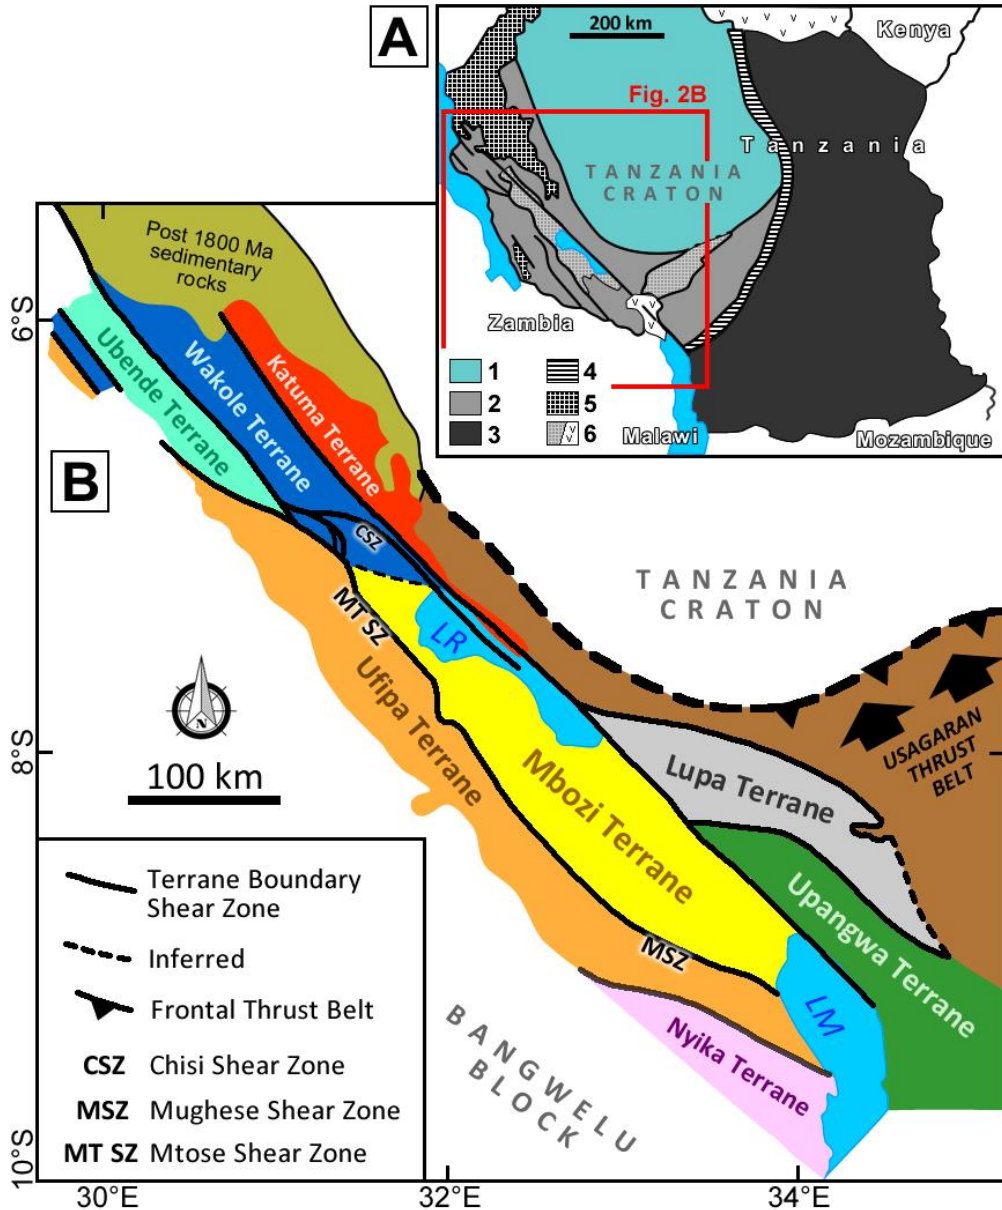 A
200 km
Kenya
Fig. 2B
Tanzania
TANZANIA
CRATON
Zambia
1
2
3
4
5
6
Malawi
Mozambique
B
Post 1800 Ma
sedimentary
rocks
6°S
8°S
10°S
Ubende Terrane
Wakole Terrane
Katuma Terrane
CSZ
MT SZ
LR
TANZANIA
CRATON
Ufipa Terrane
Mbozi Terrane
Lupa Terrane
USAGARAN
THRUST
BELT
Upangwa Terrane
MSZ
LM
Nyika Terrane
BANGWELU
BLOCK
N
100 km
Terrane Boundary
Shear Zone
Inferred
Frontal Thrust Belt
CSZ Chisi Shear Zone
MSZ Mughese Shear Zone
MT SZ Mtose Shear Zone
30°E
32°E
34°E